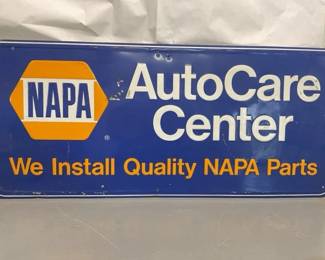 NAPA
®
AutoCare
Center
We Install Quality NAPA Parts